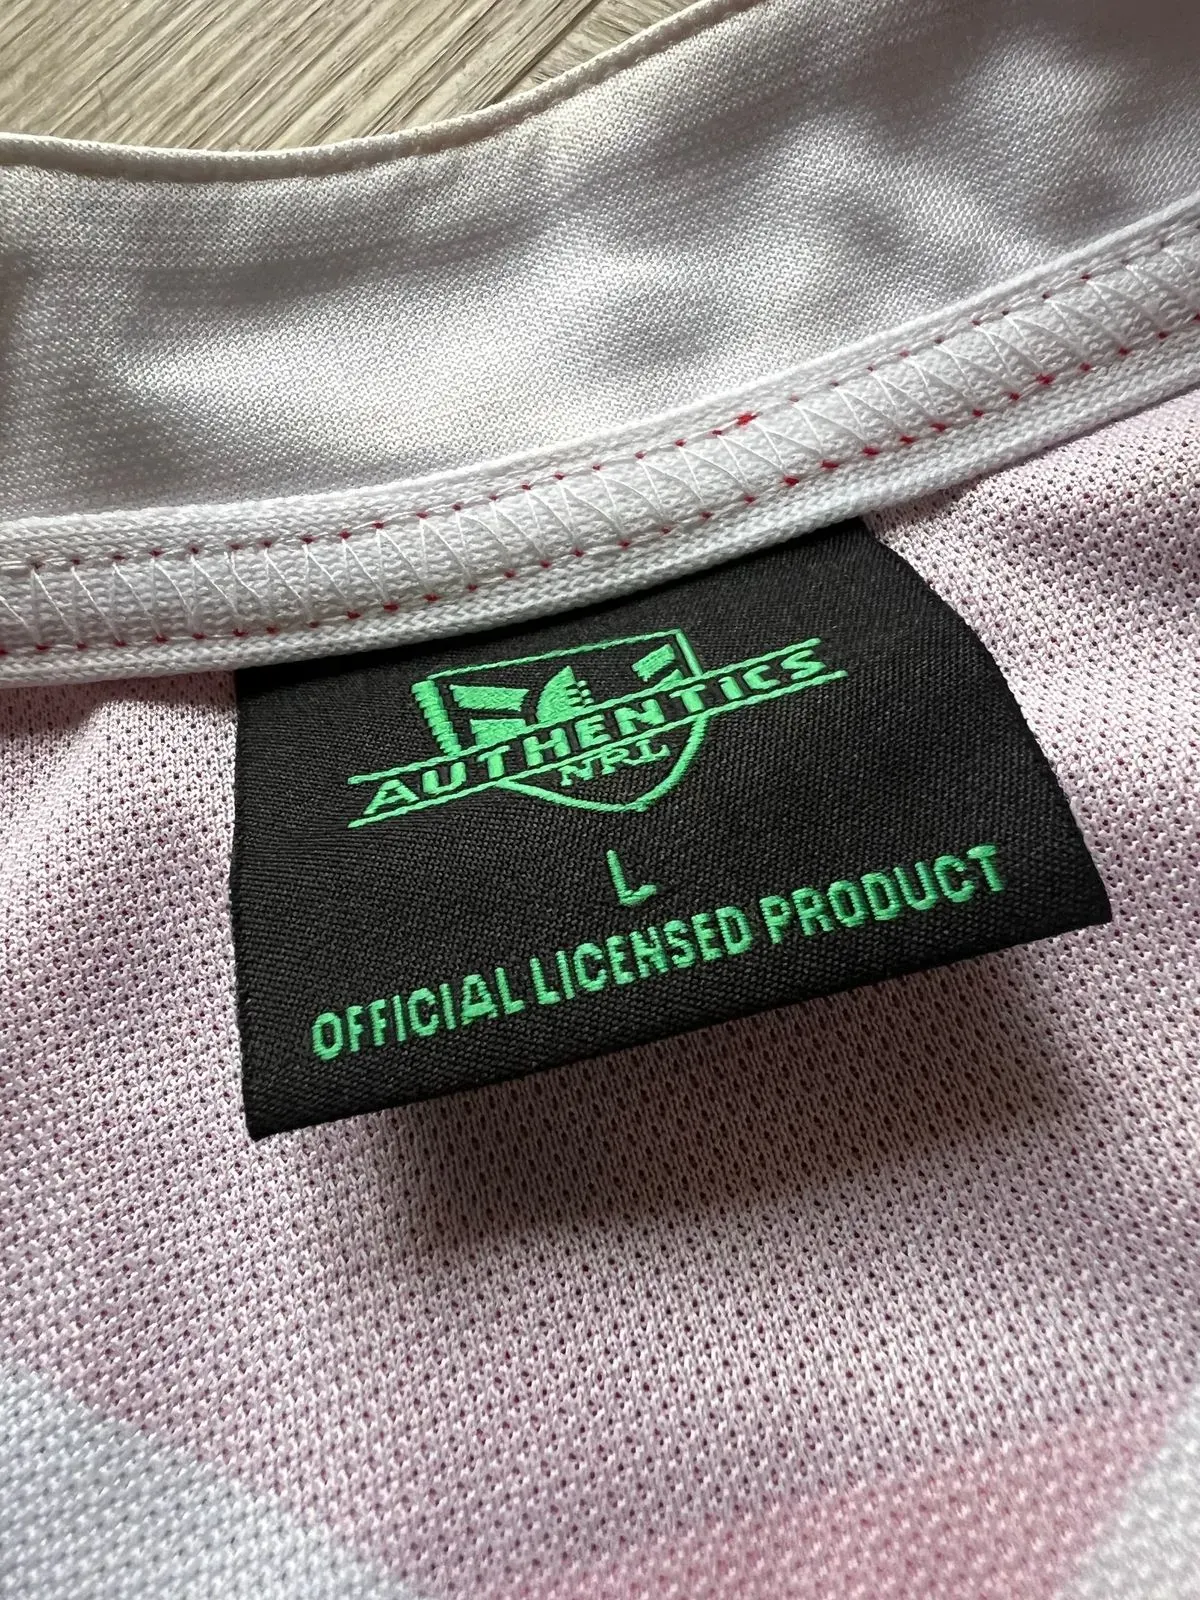 AUTHENTICS
NRL
L
OFFICIAL LICENSED PRODUCT